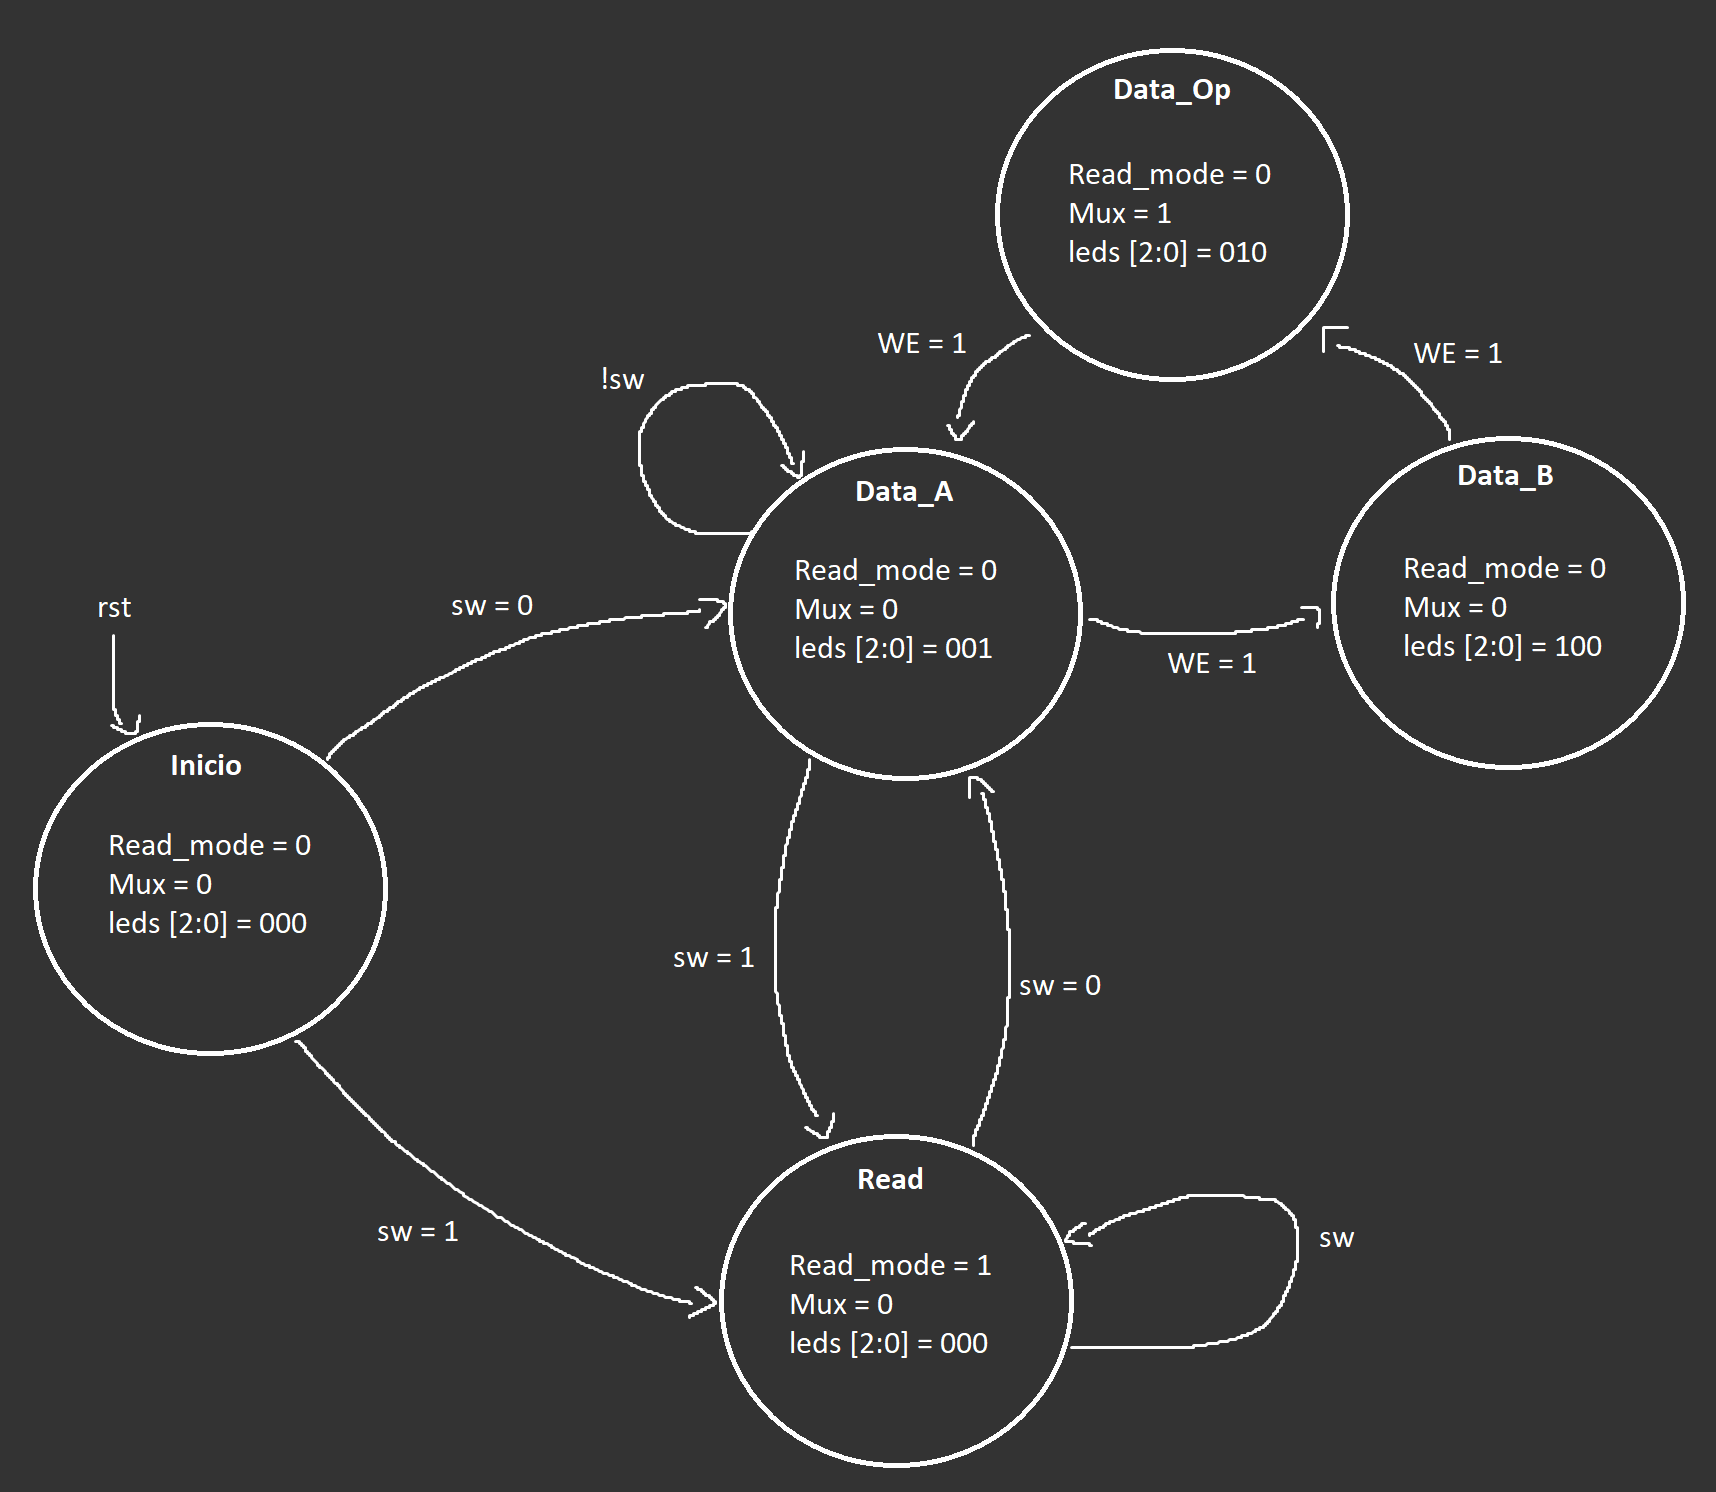 Data_Op
Read_mode = 0
Mux = 1
leds [2:0] = 010
WE = 1
WE = 1
!sw
Data_A
Read_mode = 0
Mux = 0
leds [2:0] = 001
Data_B
Read_mode = 0
Mux = 0
leds [2:0] = 100
WE = 1
sw = 0
rst
Inicio
Read_mode = 0
Mux = 0
leds [2:0] = 000
sw = 1
sw = 0
sw = 1
Read
Read_mode = 1
Mux = 0
leds [2:0] = 000
sw